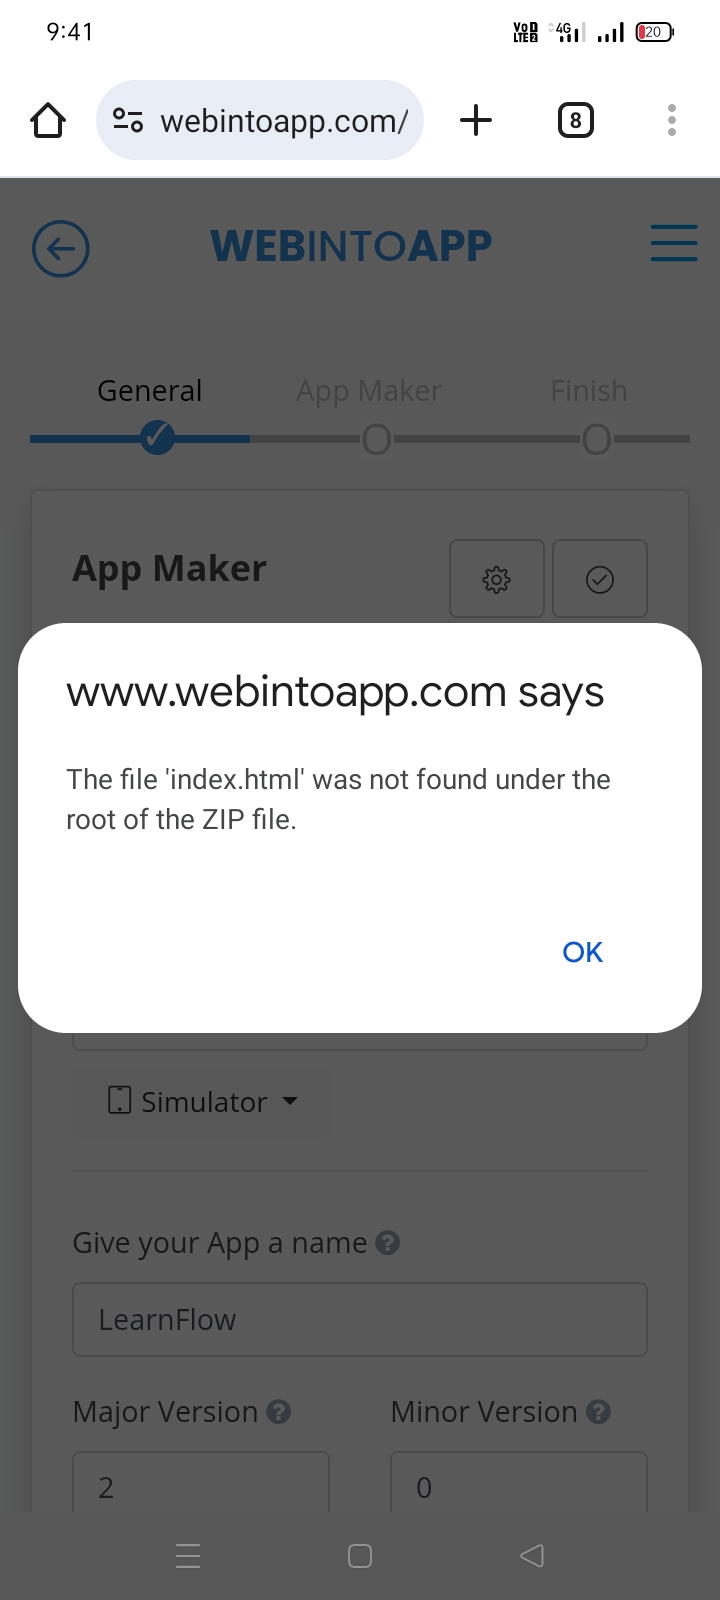 9:41
VoD LTE2 4G 20
webintoapp.com/
8
WEBINTOAPP
General App Maker Finish
App Maker
www.webintoapp.com says
The file 'index.html' was not found under the
root of the ZIP file.
OK
Simulator
Give your App a name ?
LearnFlow
Major Version ? Minor Version ?
2 0